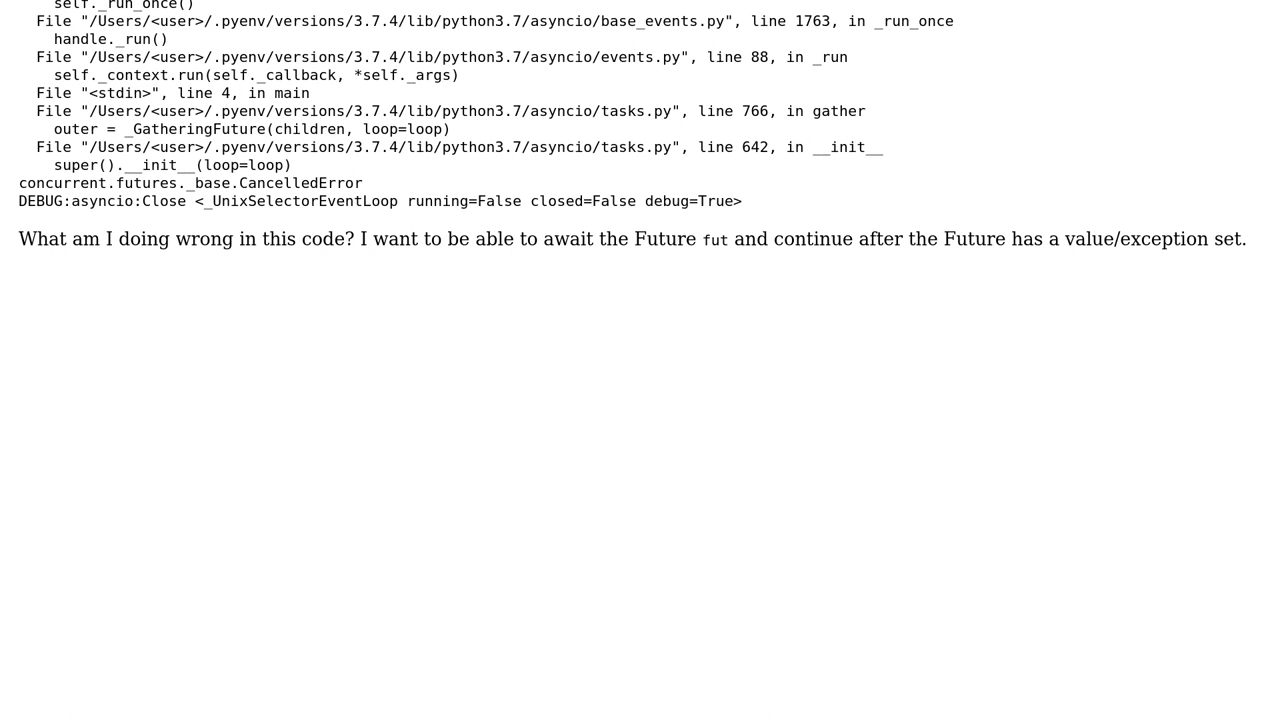 self._run_once()
File "/Users/<user>/.pyenv/versions/3.7.4/lib/python3.7/asyncio/base_events.py", line 1763, in _run_once
handle._run()
File "/Users/<user>/.pyenv/versions/3.7.4/lib/python3.7/asyncio/events.py", line 88, in _run
self._context.run(self._callback, *self._args)
File "<stdin>", line 4, in main
File "/Users/<user>/.pyenv/versions/3.7.4/lib/python3.7/asyncio/tasks.py", line 766, in gather
outer = _GatheringFuture(children, loop=loop)
File "/Users/<user>/.pyenv/versions/3.7.4/lib/python3.7/asyncio/tasks.py", line 642, in __init__
super().__init__(loop=loop)
concurrent.futures._base.CancelledError
DEBUG:asyncio:Close <_UnixSelectorEventLoop running=False closed=False debug=True>
What am I doing wrong in this code? I want to be able to await the Future fut and continue after the Future has a value/exception set.